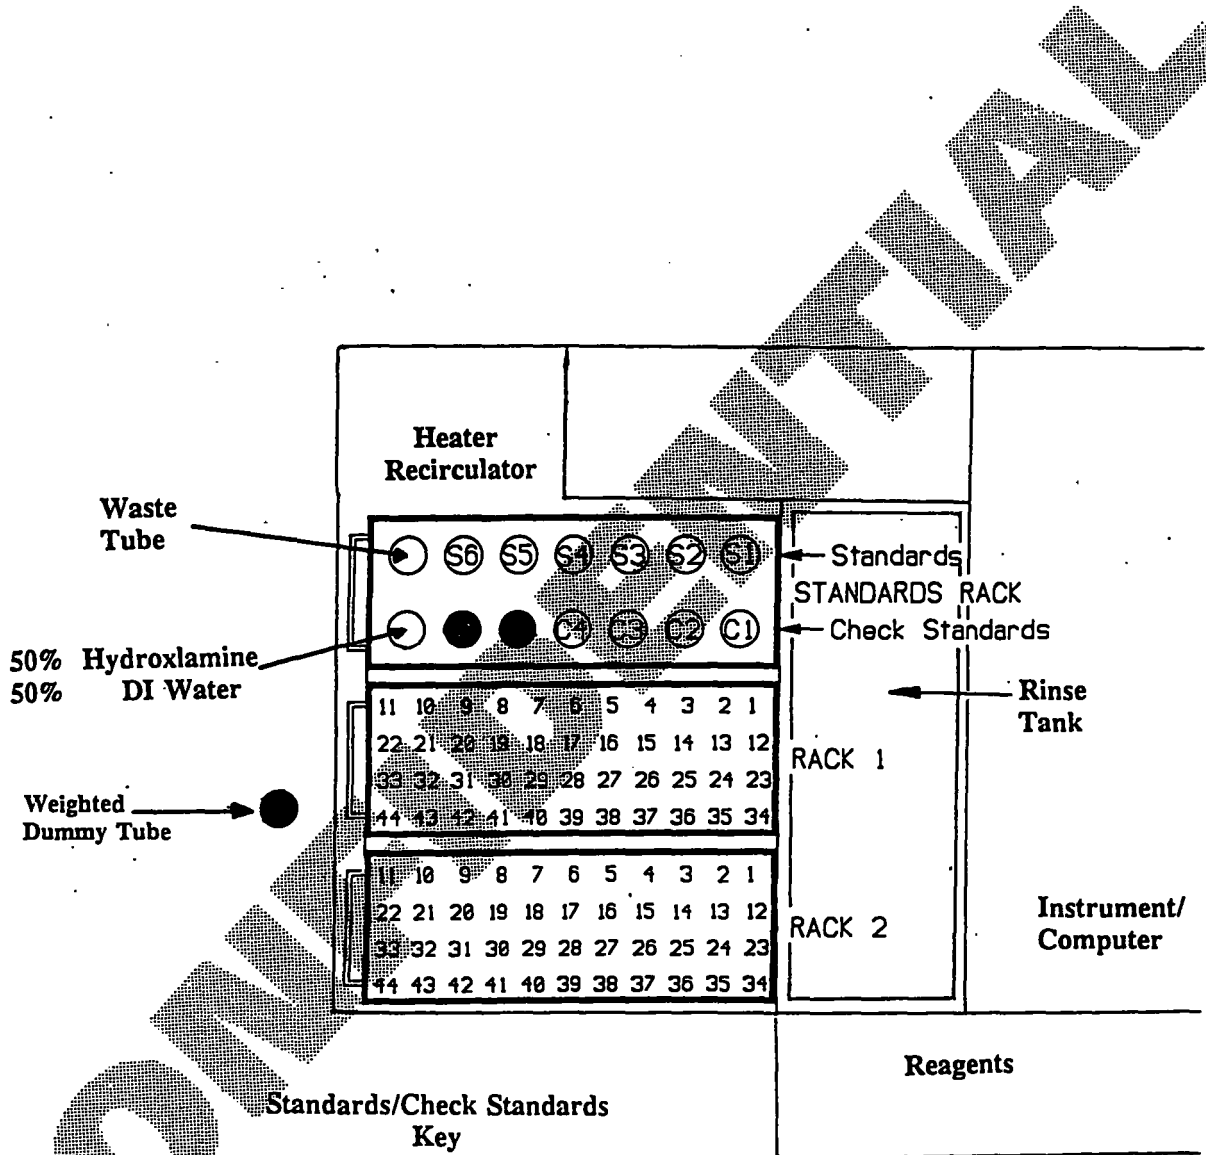 CONFIDENTIAL
Heater
Recirculator
Waste
Tube
S6 S5 S4 S3 S2 S1
Standards
STANDARDS RACK
C4 C3 C2 C1
Check Standards
50% Hydroxlamine
50% DI Water
Rinse
Tank
11 10 9 8 7 6 5 4 3 2 1
22 21 20 19 18 17 16 15 14 13 12
RACK 1
33 32 31 30 29 28 27 26 25 24 23
44 43 42 41 40 39 38 37 36 35 34
Weighted
Dummy Tube
11 10 9 8 7 6 5 4 3 2 1
22 21 20 19 18 17 16 15 14 13 12
RACK 2
33 32 31 30 29 28 27 26 25 24 23
44 43 42 41 40 39 38 37 36 35 34
Instrument/
Computer
Reagents
Standards/Check Standards
Key